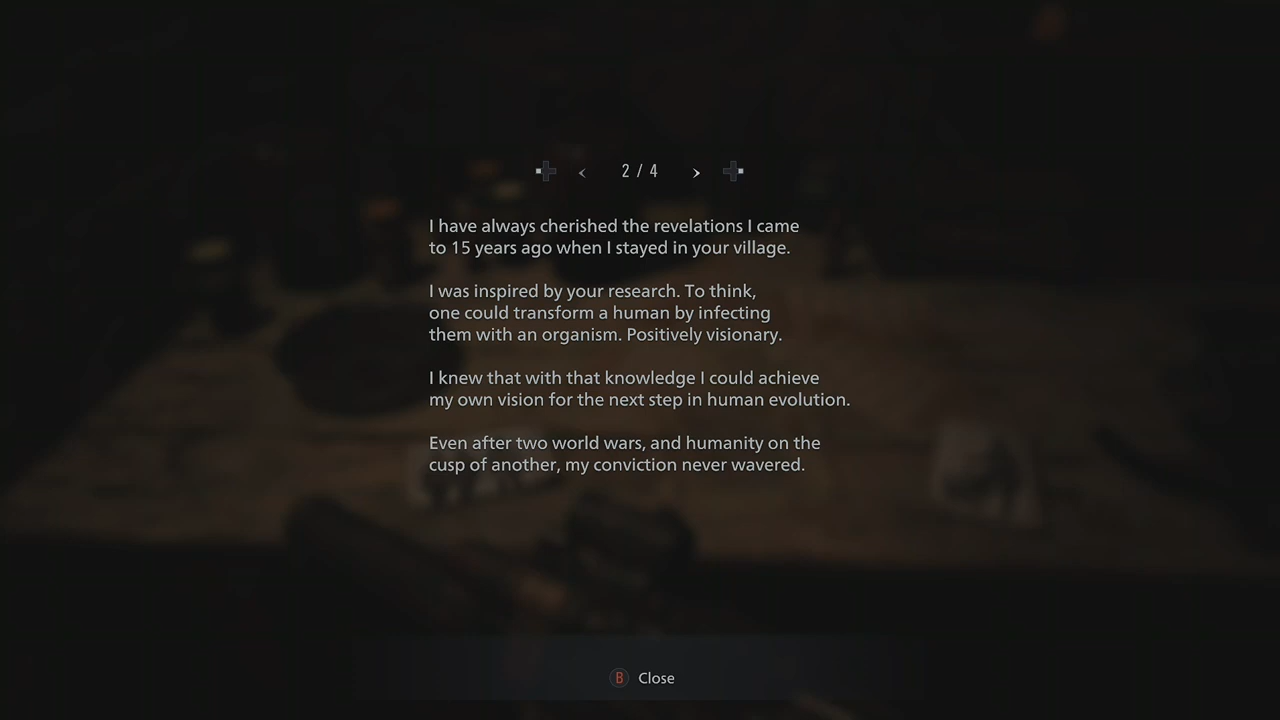 2 / 4
I have always cherished the revelations I came
to 15 years ago when I stayed in your village.
I was inspired by your research. To think,
one could transform a human by infecting
them with an organism. Positively visionary.
I knew that with that knowledge I could achieve
my own vision for the next step in human evolution.
Even after two world wars, and humanity on the
cusp of another, my conviction never wavered.
B Close